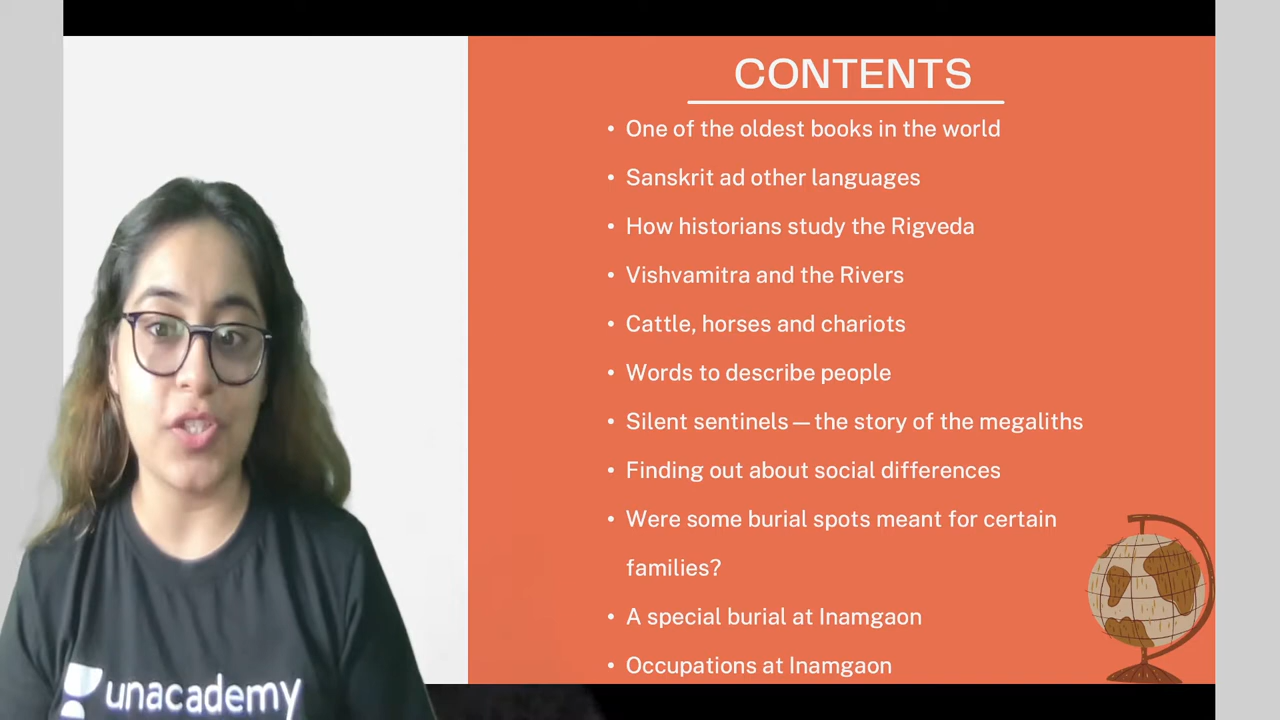 CONTENTS
• One of the oldest books in the world
• Sanskrit ad other languages
• How historians study the Rigveda
• Vishvamitra and the Rivers
• Cattle, horses and chariots
• Words to describe people
• Silent sentinels—the story of the megaliths
• Finding out about social differences
• Were some burial spots meant for certain
families?
• A special burial at Inamgaon
• Occupations at Inamgaon
unacademy